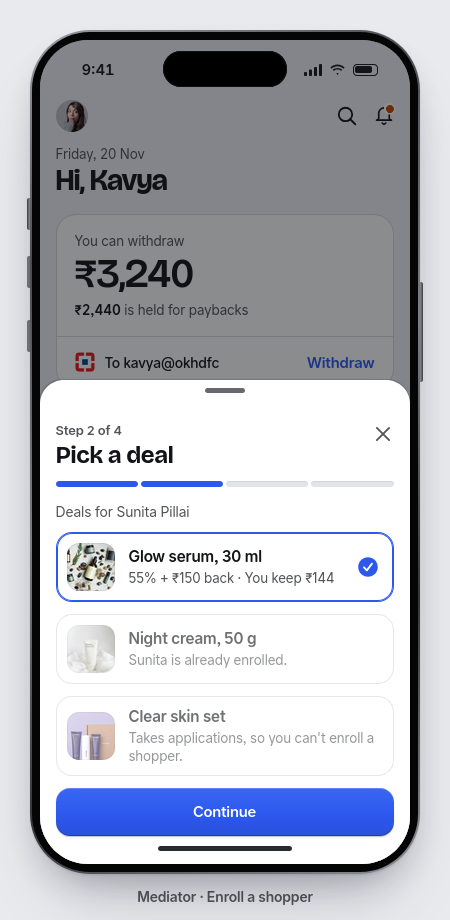 9:41
Friday, 20 Nov
Hi, Kavya
You can withdraw
₹3,240
₹2,440 is held for paybacks
To kavya@okhdfc
Withdraw
Step 2 of 4
Pick a deal
Deals for Sunita Pillai
Glow serum, 30 ml
55% + ₹150 back · You keep ₹144
Night cream, 50 g
Sunita is already enrolled.
Clear skin set
Takes applications, so you can't enroll a
shopper.
Continue
Mediator · Enroll a shopper